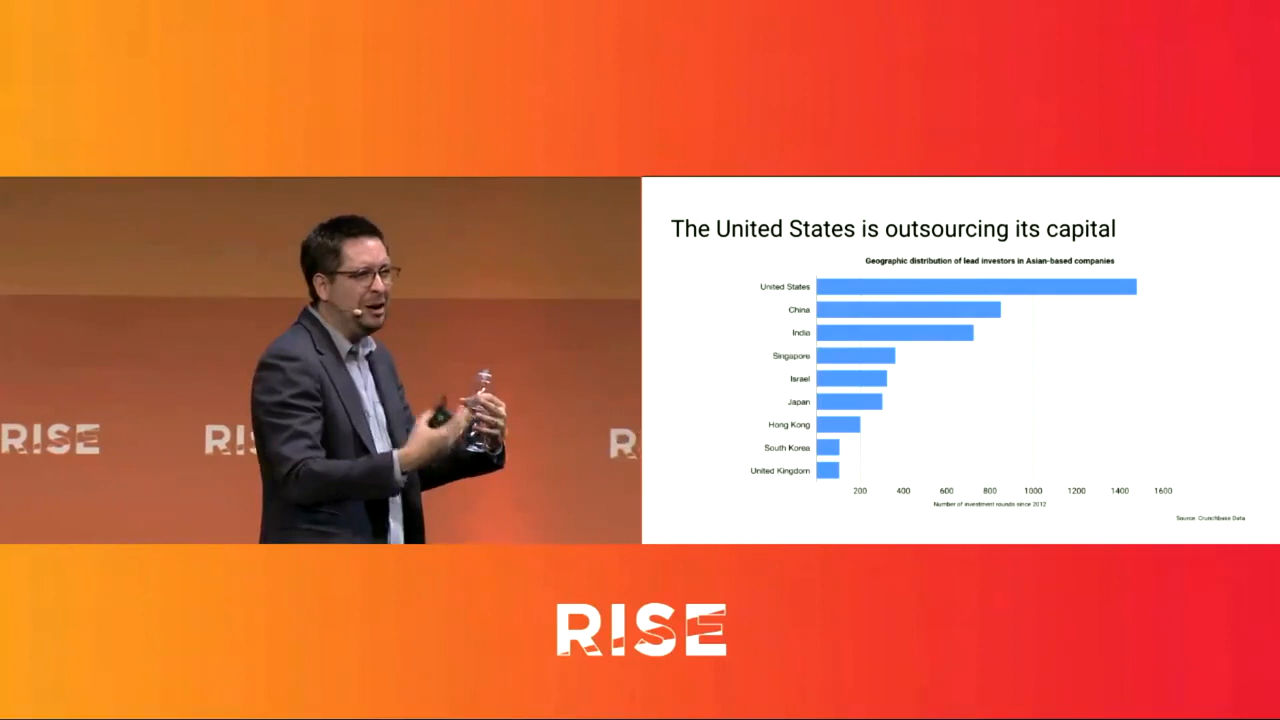 The United States is outsourcing its capital
Geographic distribution of lead investors in Asian-based companies
United States
China
India
Singapore
Israel
Japan
Hong Kong
South Korea
United Kingdom
200 400 600 800 1000 1200 1400 1600
Number of investment rounds since 2012
Source: Crunchbase Data
RISE
RIS
R
RISE